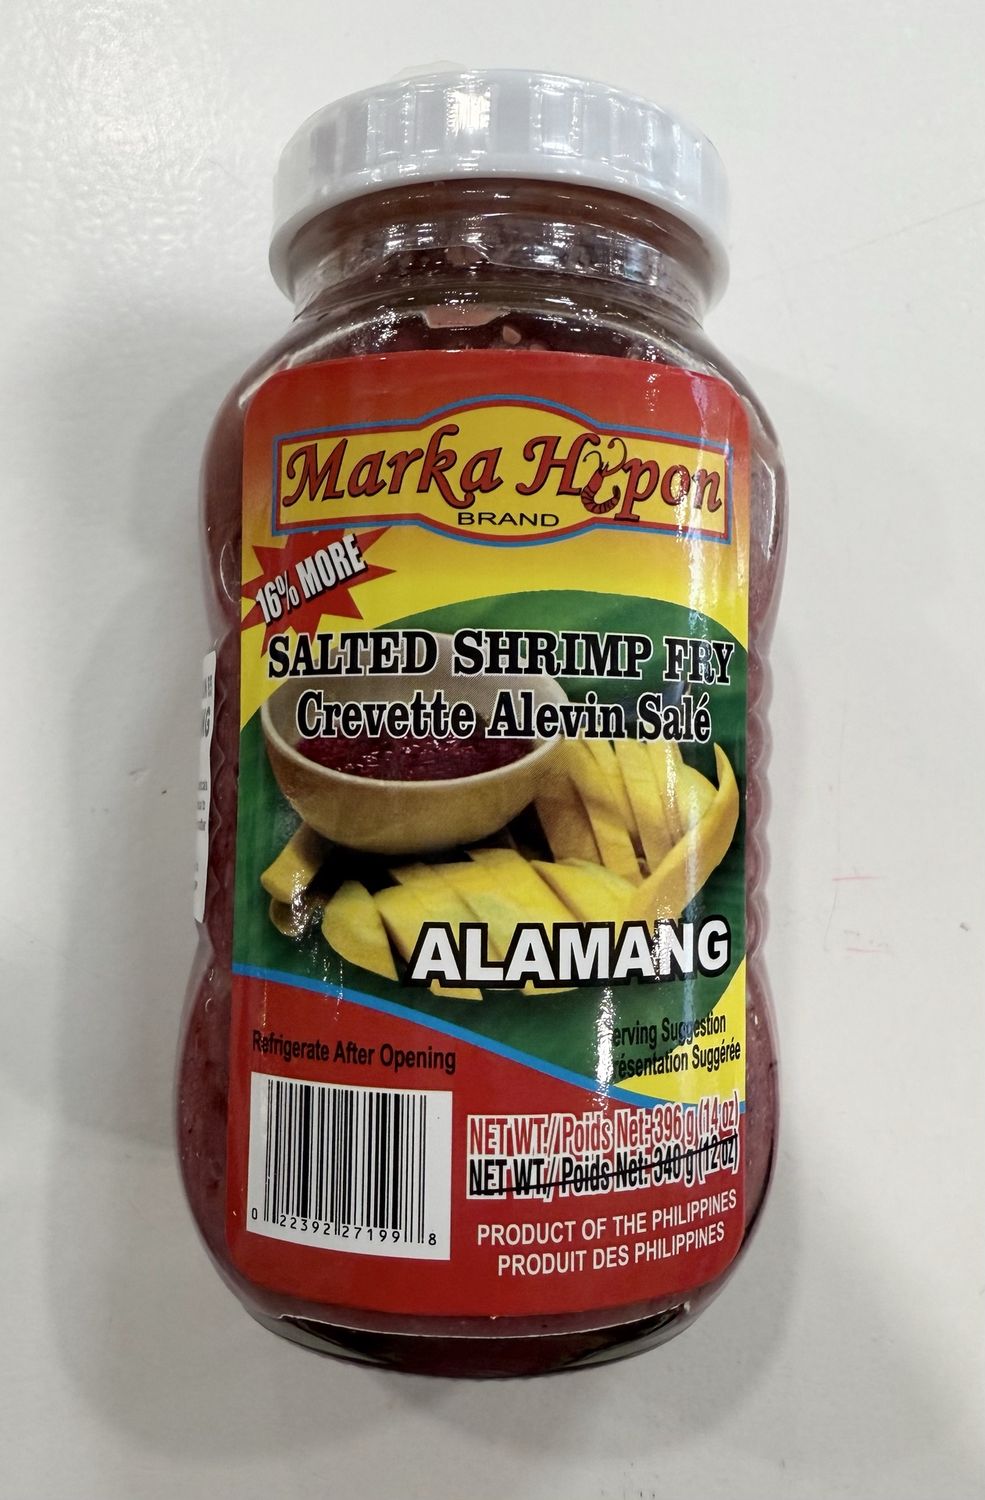 Marka Hipon
BRAND
16% MORE
SALTED SHRIMP FRY
Crevette Alevin Salé
ALAMANG
Refrigerate After Opening
erving Suggestion
ésentation Suggérée
NET WT./Poids Net: 396 g (14 oz)
NET WT./Poids Net: 340 g (12 oz)
PRODUCT OF THE PHILIPPINES
PRODUIT DES PHILIPPINES
0 22392 27199 8